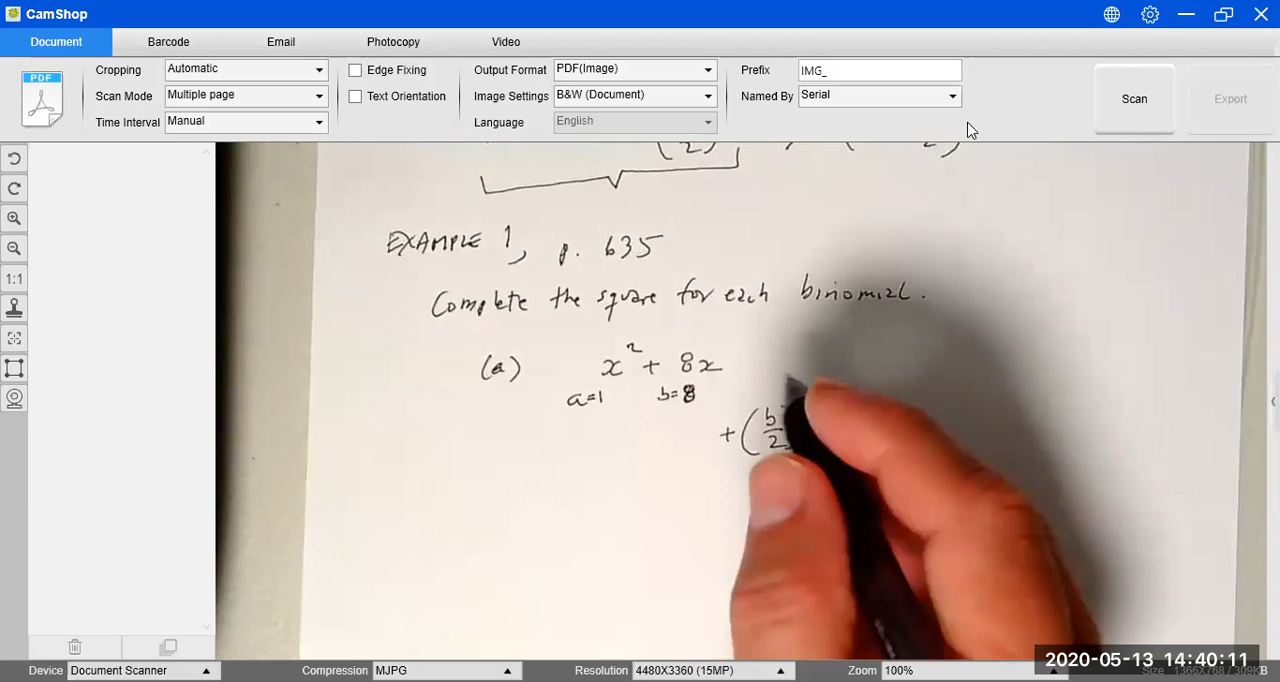 CamShop
Document Barcode Email Photocopy Video
PDF
Cropping Automatic Edge Fixing Output Format PDF(Image) Prefix IMG_
Scan Mode Multiple page Text Orientation Image Settings B&W (Document) Named By Serial
Time Interval Manual Language English
Scan Export
1:1
EXAMPLE 1, p. 635
Complete the square for each binomial.
(a) x² + 8x
a=1 b=8
+ (b/2
Device Document Scanner Compression MJPG Resolution 4480X3360 (15MP) Zoom 100%
2020-05-13 14:40:11